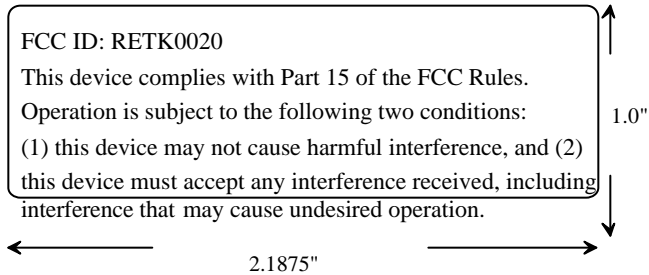 FCC ID: RETK0020
This device complies with Part 15 of the FCC Rules.
Operation is subject to the following two conditions:
1.0"
(1) this device may not cause harmful interference, and (2)
this device must accept any interference received, including
interference that may cause undesired operation.
2.1875"